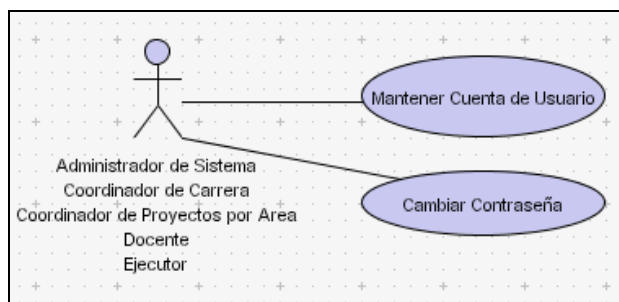 Mantener Cuenta de Usuario
Administrador de Sistema
Coordinador de Carrera
Coordinador de Proyectos por Area
Docente
Ejecutor
Cambiar Contraseña